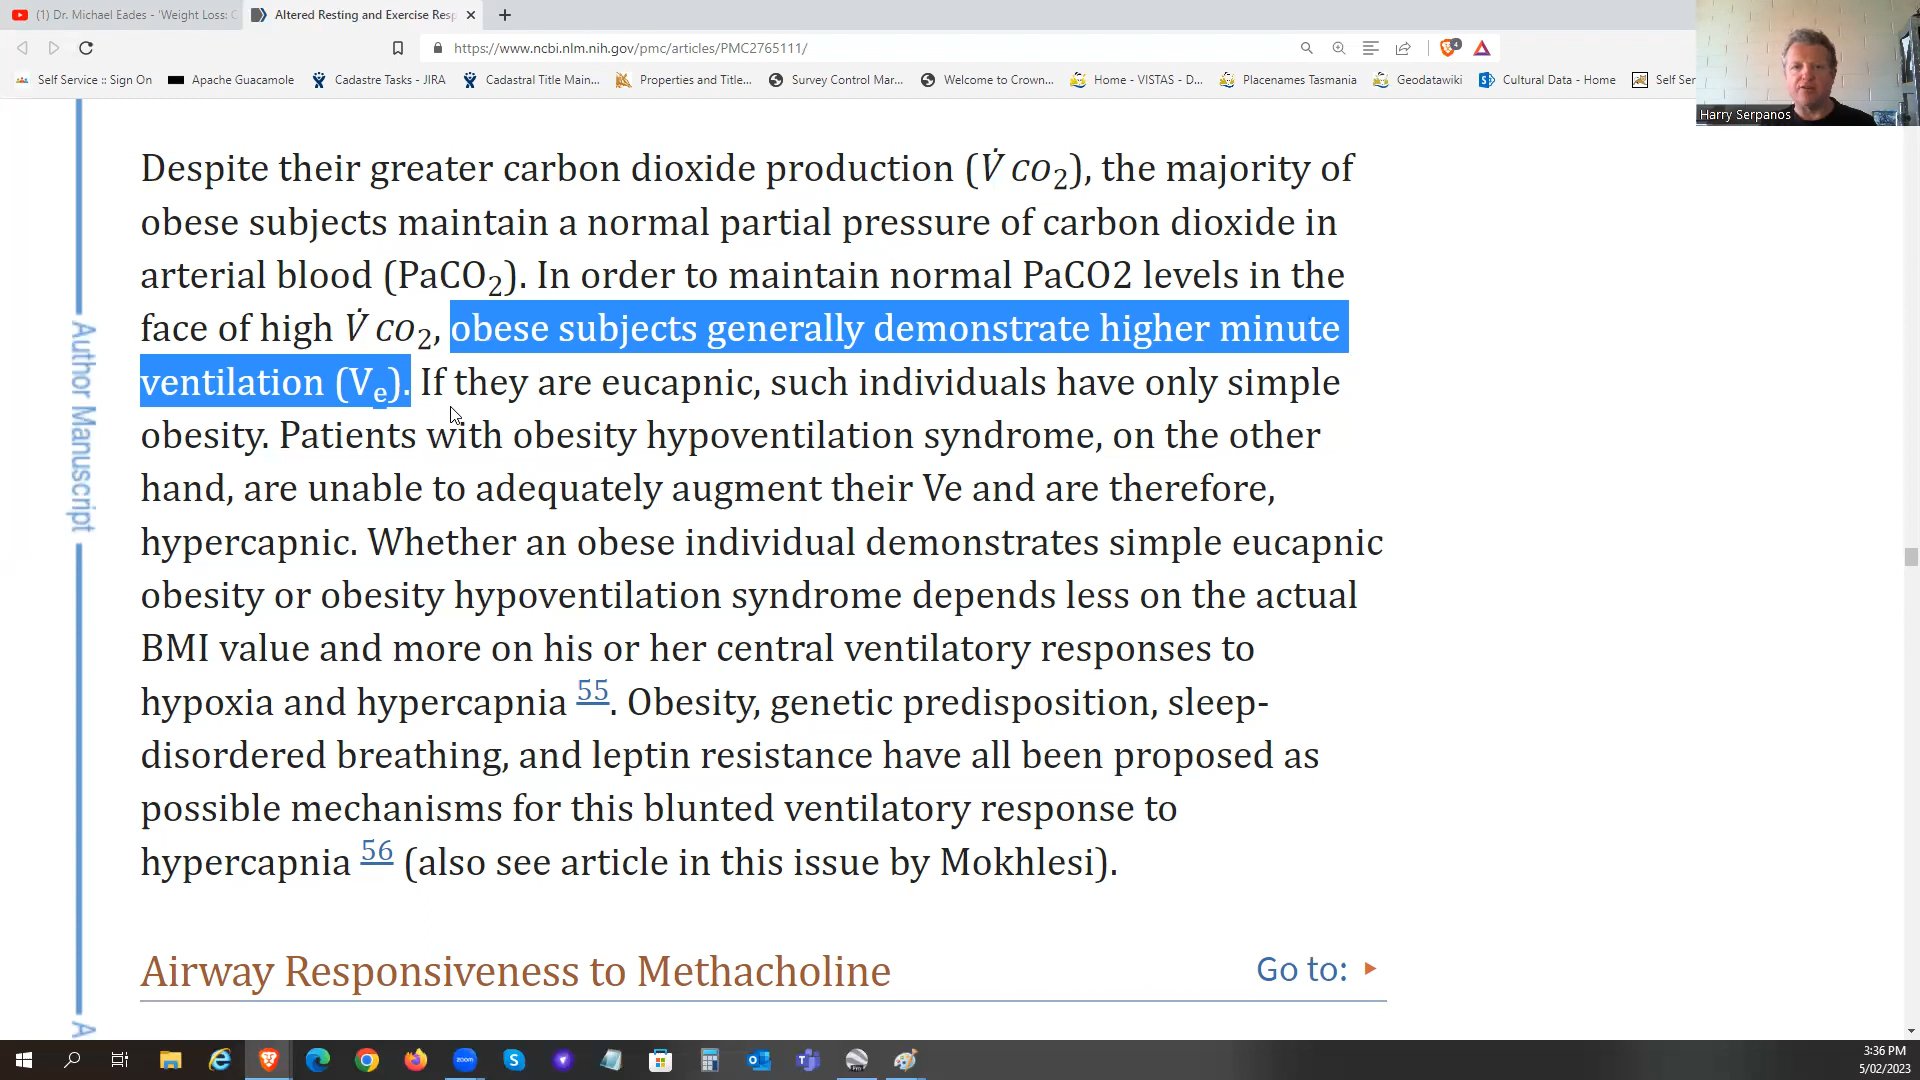 (1) Dr. Michael Eades - 'Weight Loss: C
Altered Resting and Exercise Resp
https://www.ncbi.nlm.nih.gov/pmc/articles/PMC2765111/
4
Self Service :: Sign On
Apache Guacamole
Cadastre Tasks - JIRA
Cadastral Title Main...
Properties and Title...
Survey Control Mar...
Welcome to Crown...
Home - VISTAS - D...
Placenames Tasmania
Geodatawiki
Cultural Data - Home
Self Ser
Harry Serpanos
Despite their greater carbon dioxide production (V̇ CO₂), the majority of
obese subjects maintain a normal partial pressure of carbon dioxide in
arterial blood (PaCO₂). In order to maintain normal PaCO2 levels in the
face of high V̇ CO₂, obese subjects generally demonstrate higher minute
ventilation (Vₑ). If they are eucapnic, such individuals have only simple
obesity. Patients with obesity hypoventilation syndrome, on the other
hand, are unable to adequately augment their Ve and are therefore,
hypercapnic. Whether an obese individual demonstrates simple eucapnic
obesity or obesity hypoventilation syndrome depends less on the actual
BMI value and more on his or her central ventilatory responses to
hypoxia and hypercapnia 55. Obesity, genetic predisposition, sleep-
disordered breathing, and leptin resistance have all been proposed as
possible mechanisms for this blunted ventilatory response to
hypercapnia 56 (also see article in this issue by Mokhlesi).
Airway Responsiveness to Methacholine
Go to:
Author Manuscript
A
zoom
Pro
3:36 PM
5/02/2023